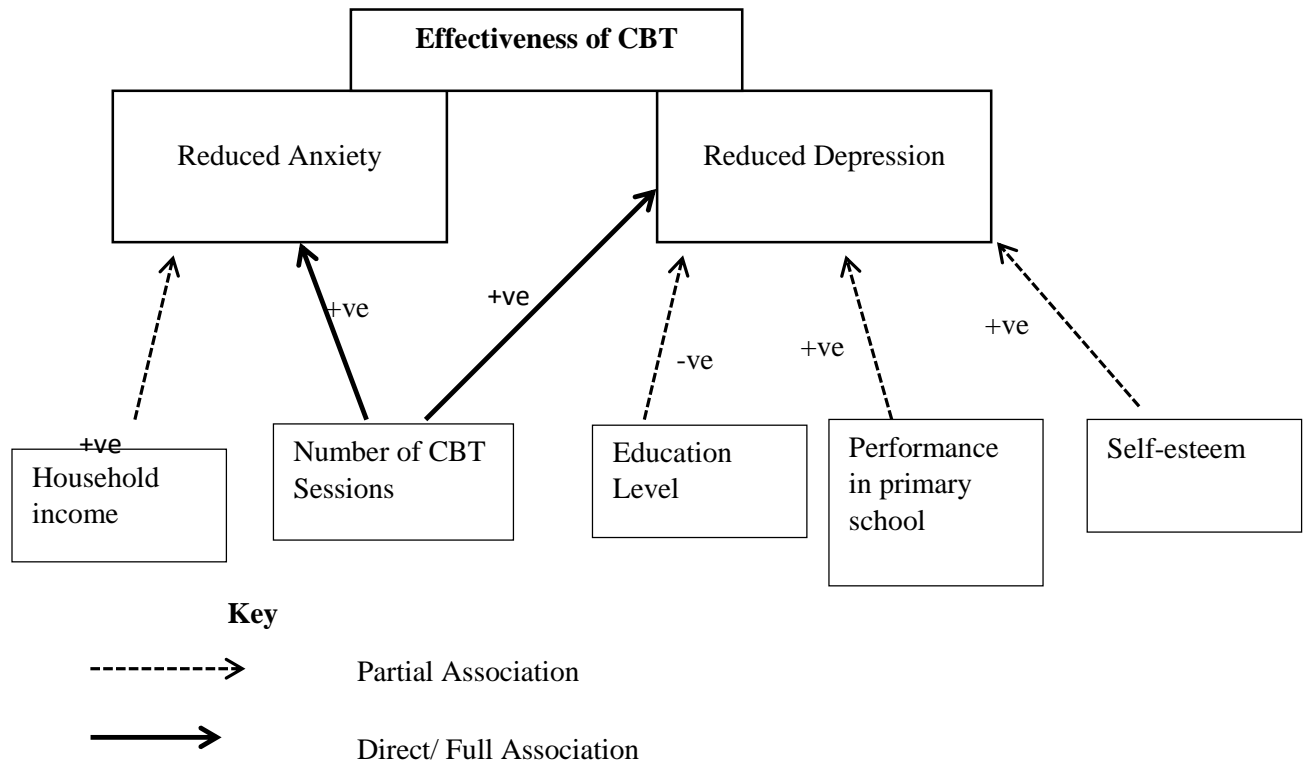 Effectiveness of CBT
Reduced Anxiety
Reduced Depression
+ve
+ve
+ve
-ve
+ve
+ve
Household
income
Number of CBT
Sessions
Education
Level
Performance
in primary
school
Self-esteem
Key
Partial Association
Direct/ Full Association